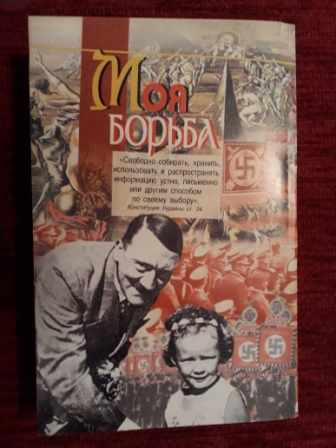 Моя
борьба
«Свободно собирать, хранить,
использовать и распространять
информацию устно, письменно
или другим способом
по своему выбору».
Конституция Украины ст. 34.